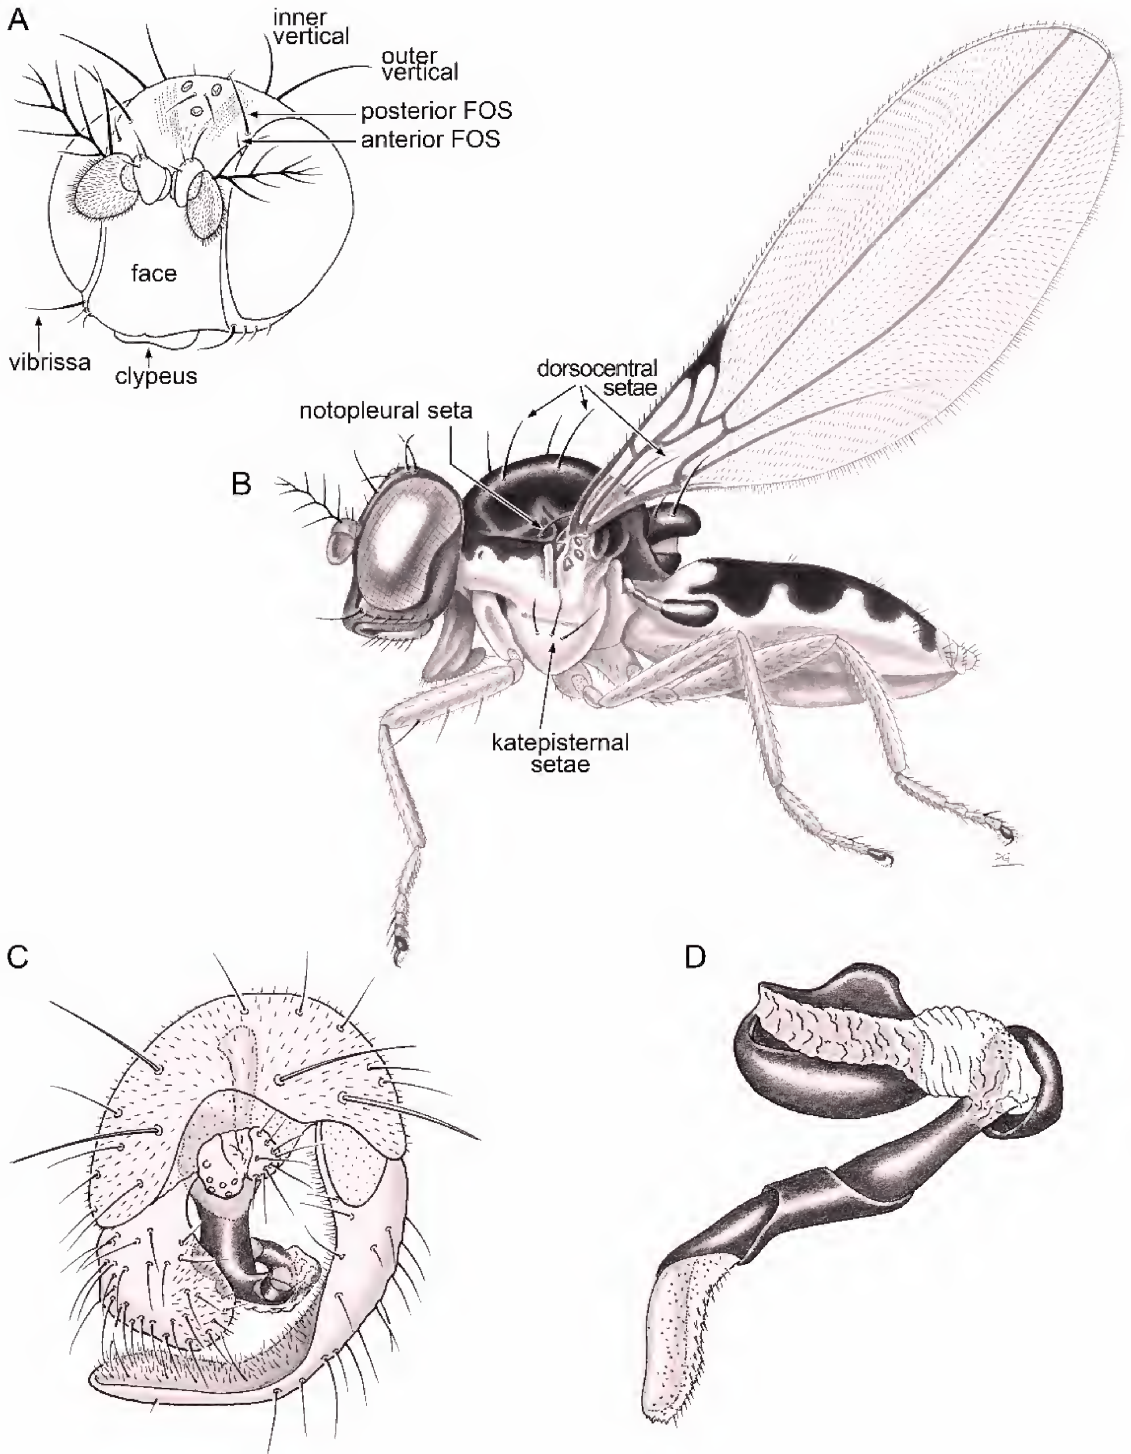 A
inner
vertical
outer
vertical
posterior FOS
anterior FOS
face
vibrissa
clypeus
dorsocentral
setae
notopleural seta
B
katepisternal
setae
C
D